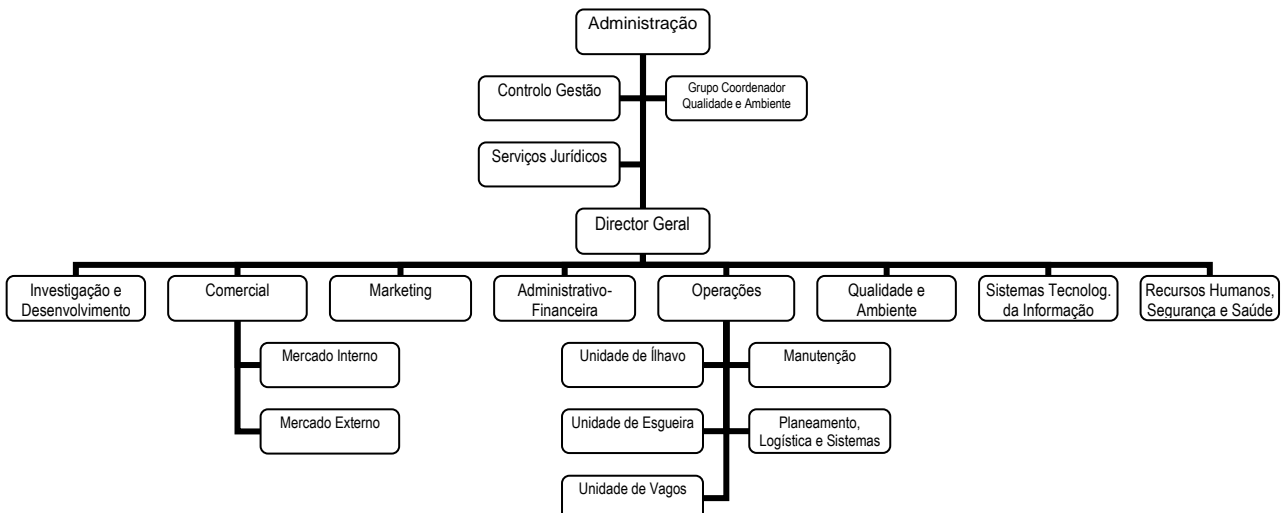 Administração
Controlo Gestão
Grupo Coordenador
Qualidade e Ambiente
Serviços Jurídicos
Director Geral
Investigação e
Desenvolvimento
Comercial
Marketing
Administrativo-
Financeira
Operações
Qualidade e
Ambiente
Sistemas Tecnolog.
da Informação
Recursos Humanos,
Segurança e Saúde
Mercado Interno
Unidade de Ílhavo
Manutenção
Mercado Externo
Unidade de Esgueira
Planeamento,
Logística e Sistemas
Unidade de Vagos